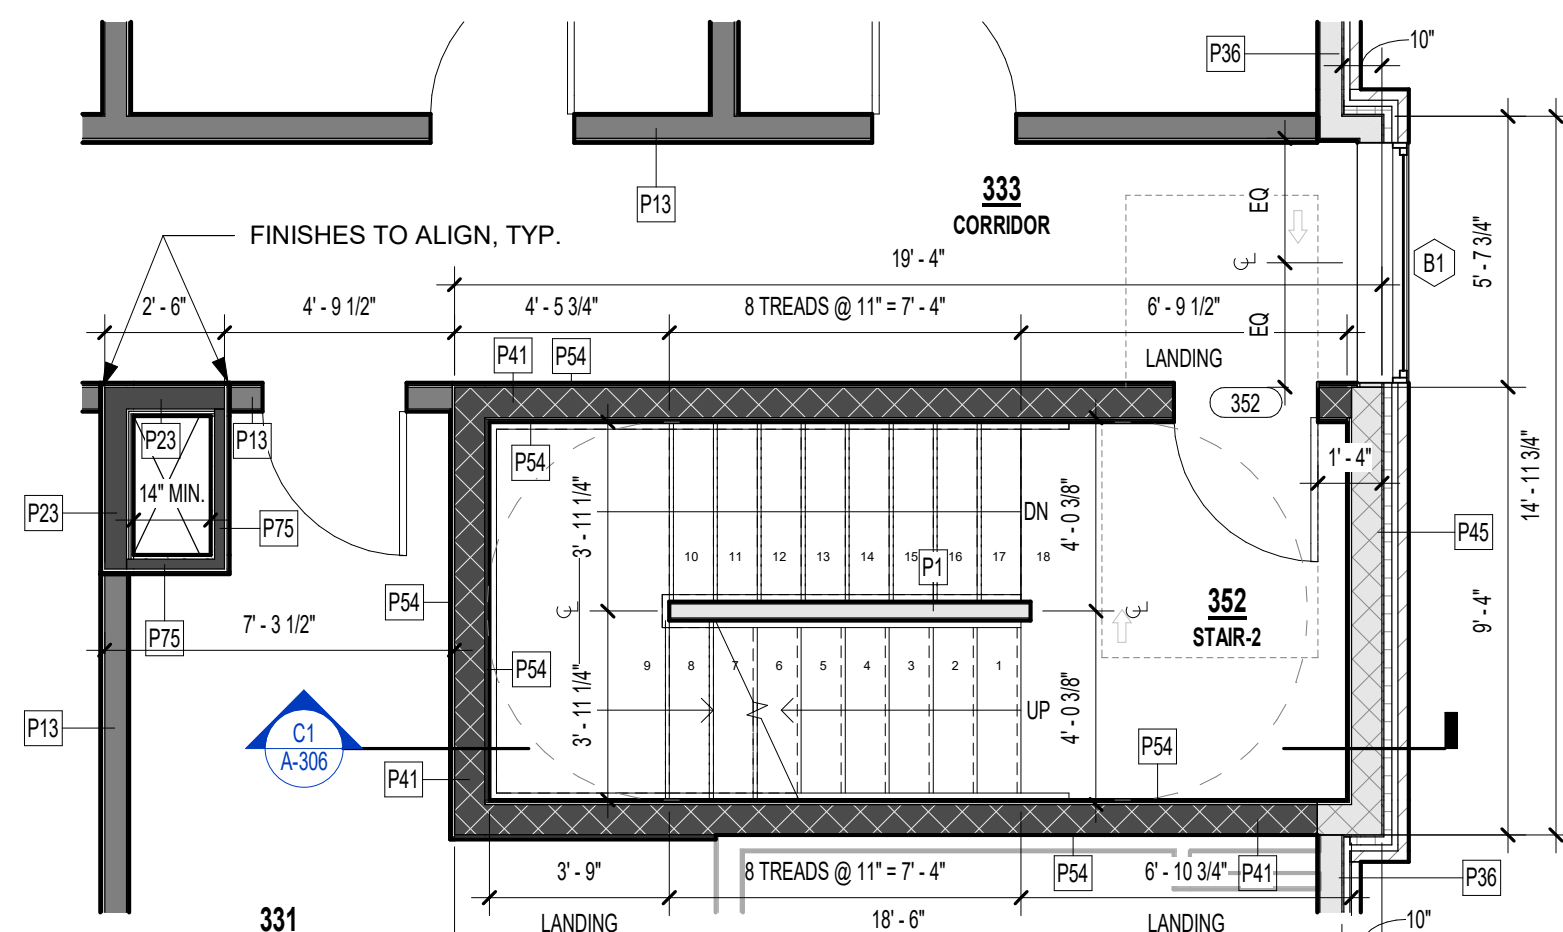 10"
P36
P13
333
CORRIDOR
EQ
FINISHES TO ALIGN, TYP.
19' - 4"
℄
B1
5' - 7 3/4"
2' - 6"
4' - 9 1/2"
4' - 5 3/4"
8 TREADS @ 11" = 7' - 4"
6' - 9 1/2"
EQ
P41
P54
LANDING
352
P23
P13
P54
1' - 4"
14" MIN.
14' - 11 3/4"
P23
P75
3' - 11 1/4"
DN
4' - 0 3/8"
P45
10
11
12
13
14
15
16
17
18
P1
P54
℄
℄
352
STAIR-2
9' - 4"
7' - 3 1/2"
P75
P54
9
8
7
6
5
4
3
2
1
3' - 11 1/4"
UP
4' - 0 3/8"
P13
C1
A-306
P54
P41
3' - 9"
8 TREADS @ 11" = 7' - 4"
P54
6' - 10 3/4"
P41
P36
331
LANDING
18' - 6"
LANDING
10"